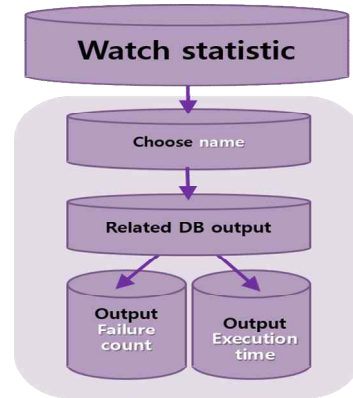 Watch statistic
Choose name
Related DB output
Output
Failure
count
Output
Execution
time